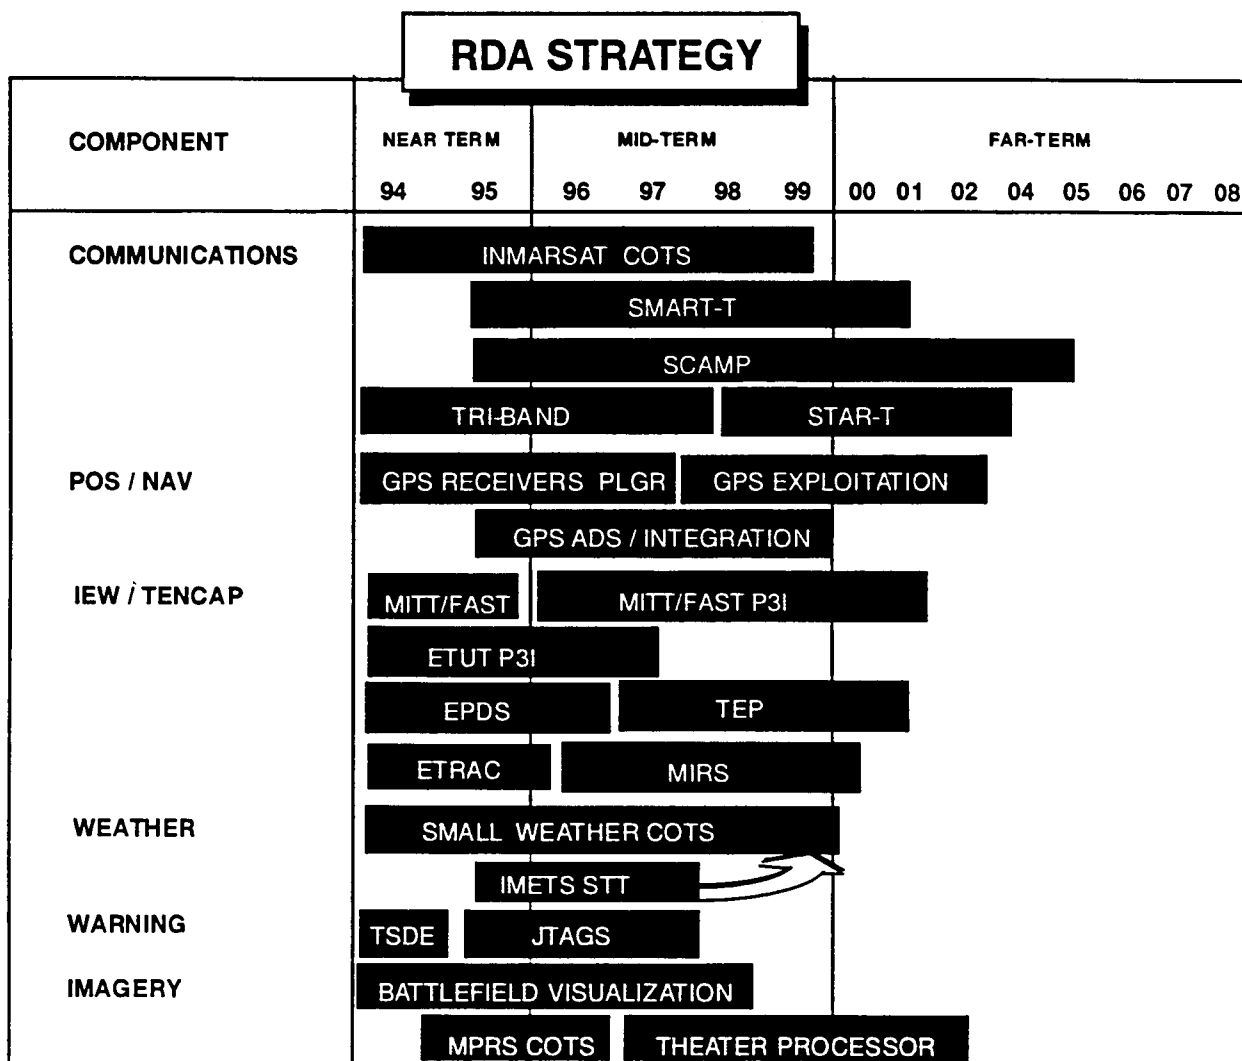 RDA STRATEGY
COMPONENT NEAR TERM MID-TERM FAR-TERM
94 95 96 97 98 99 00 01 02 04 05 06 07 08
COMMUNICATIONS INMARSAT COTS
SMART-T
SCAMP
TRI-BAND STAR-T
POS / NAV GPS RECEIVERS PLGR GPS EXPLOITATION
GPS ADS / INTEGRATION
IEW / TENCAP MITT/FAST MITT/FAST P3I
ETUT P3I
EPDS TEP
ETRAC MIRS
WEATHER SMALL WEATHER COTS
IMETS STT
WARNING TSDE JTAGS
IMAGERY BATTLEFIELD VISUALIZATION
MPRS COTS THEATER PROCESSOR